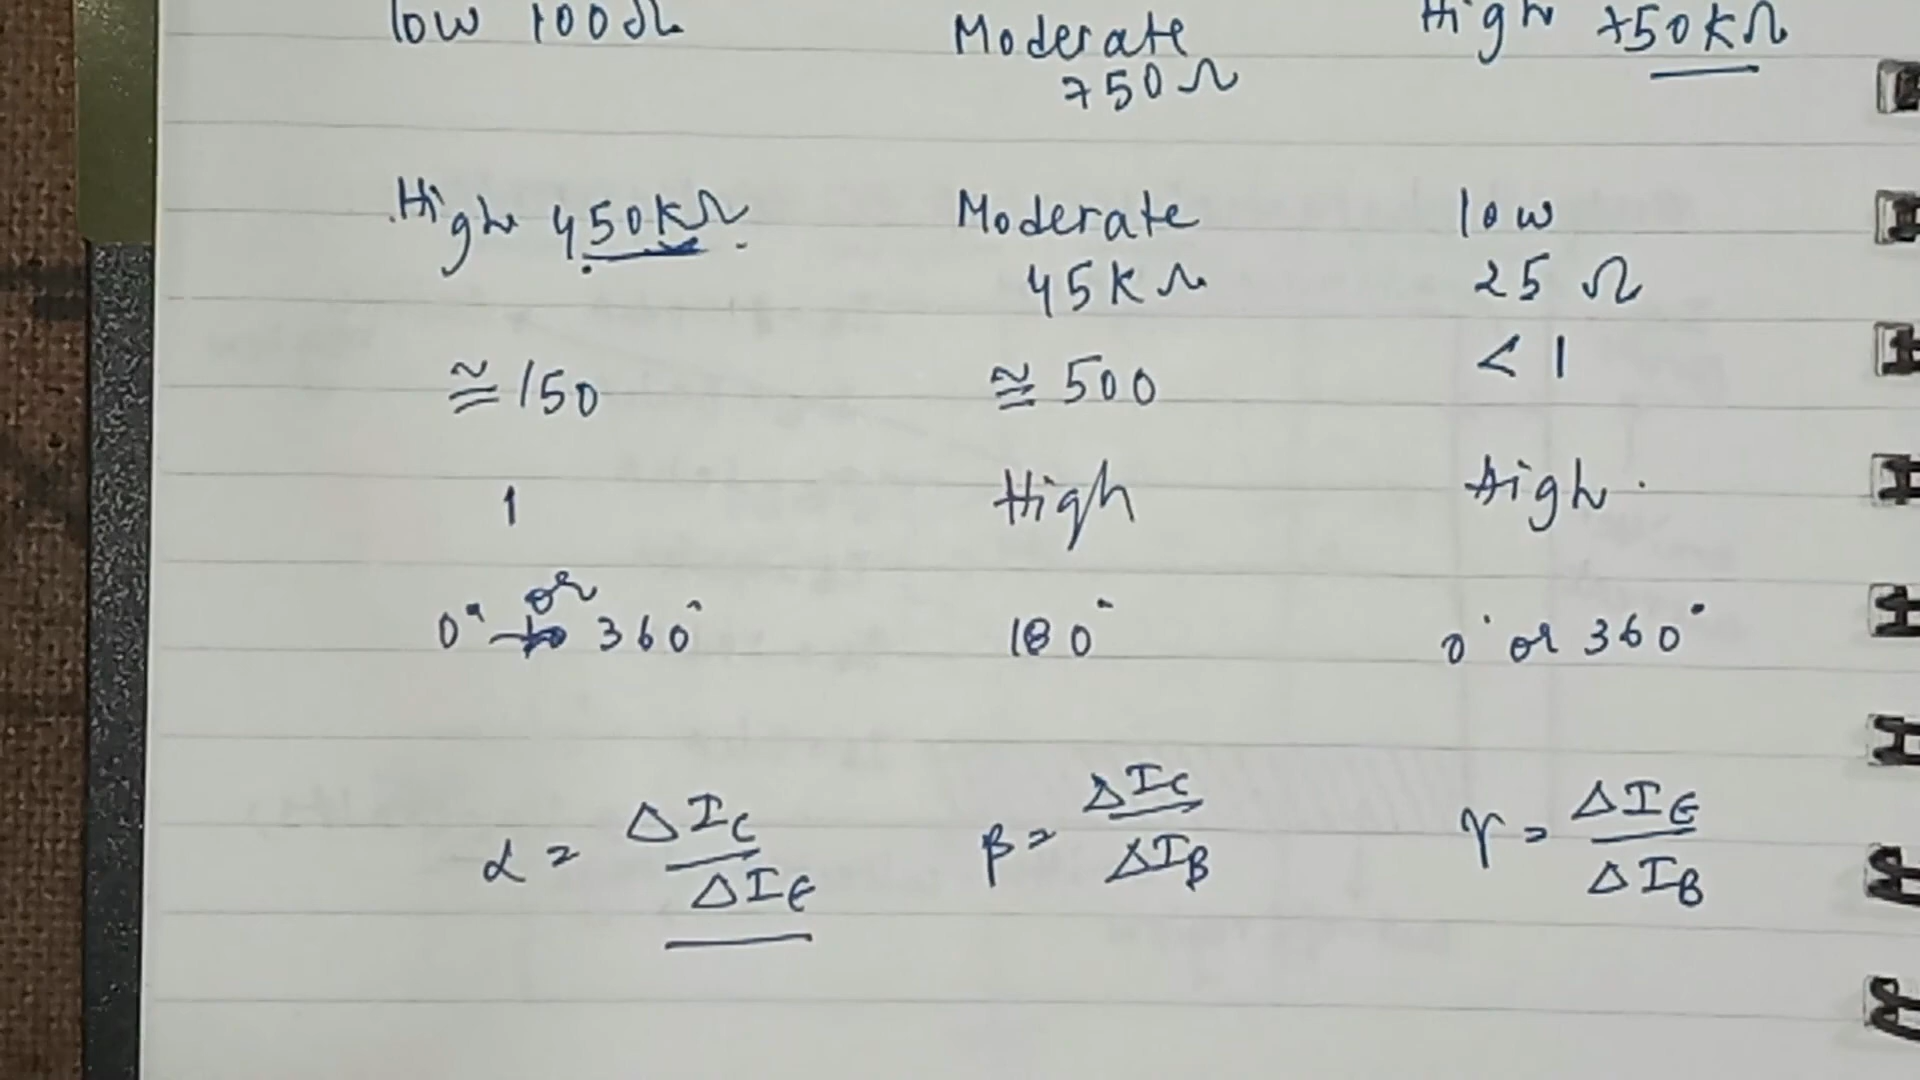 low 100Ω Moderate High 750KΩ
750Ω
High 450KΩ Moderate low
45KΩ 25 Ω
≅ 150 ≅ 500 < 1
1 High High
or
0° 360° 180° 0° or 360°
α = ΔIC / ΔIE β = ΔIC / ΔIB γ = ΔIE / ΔIB